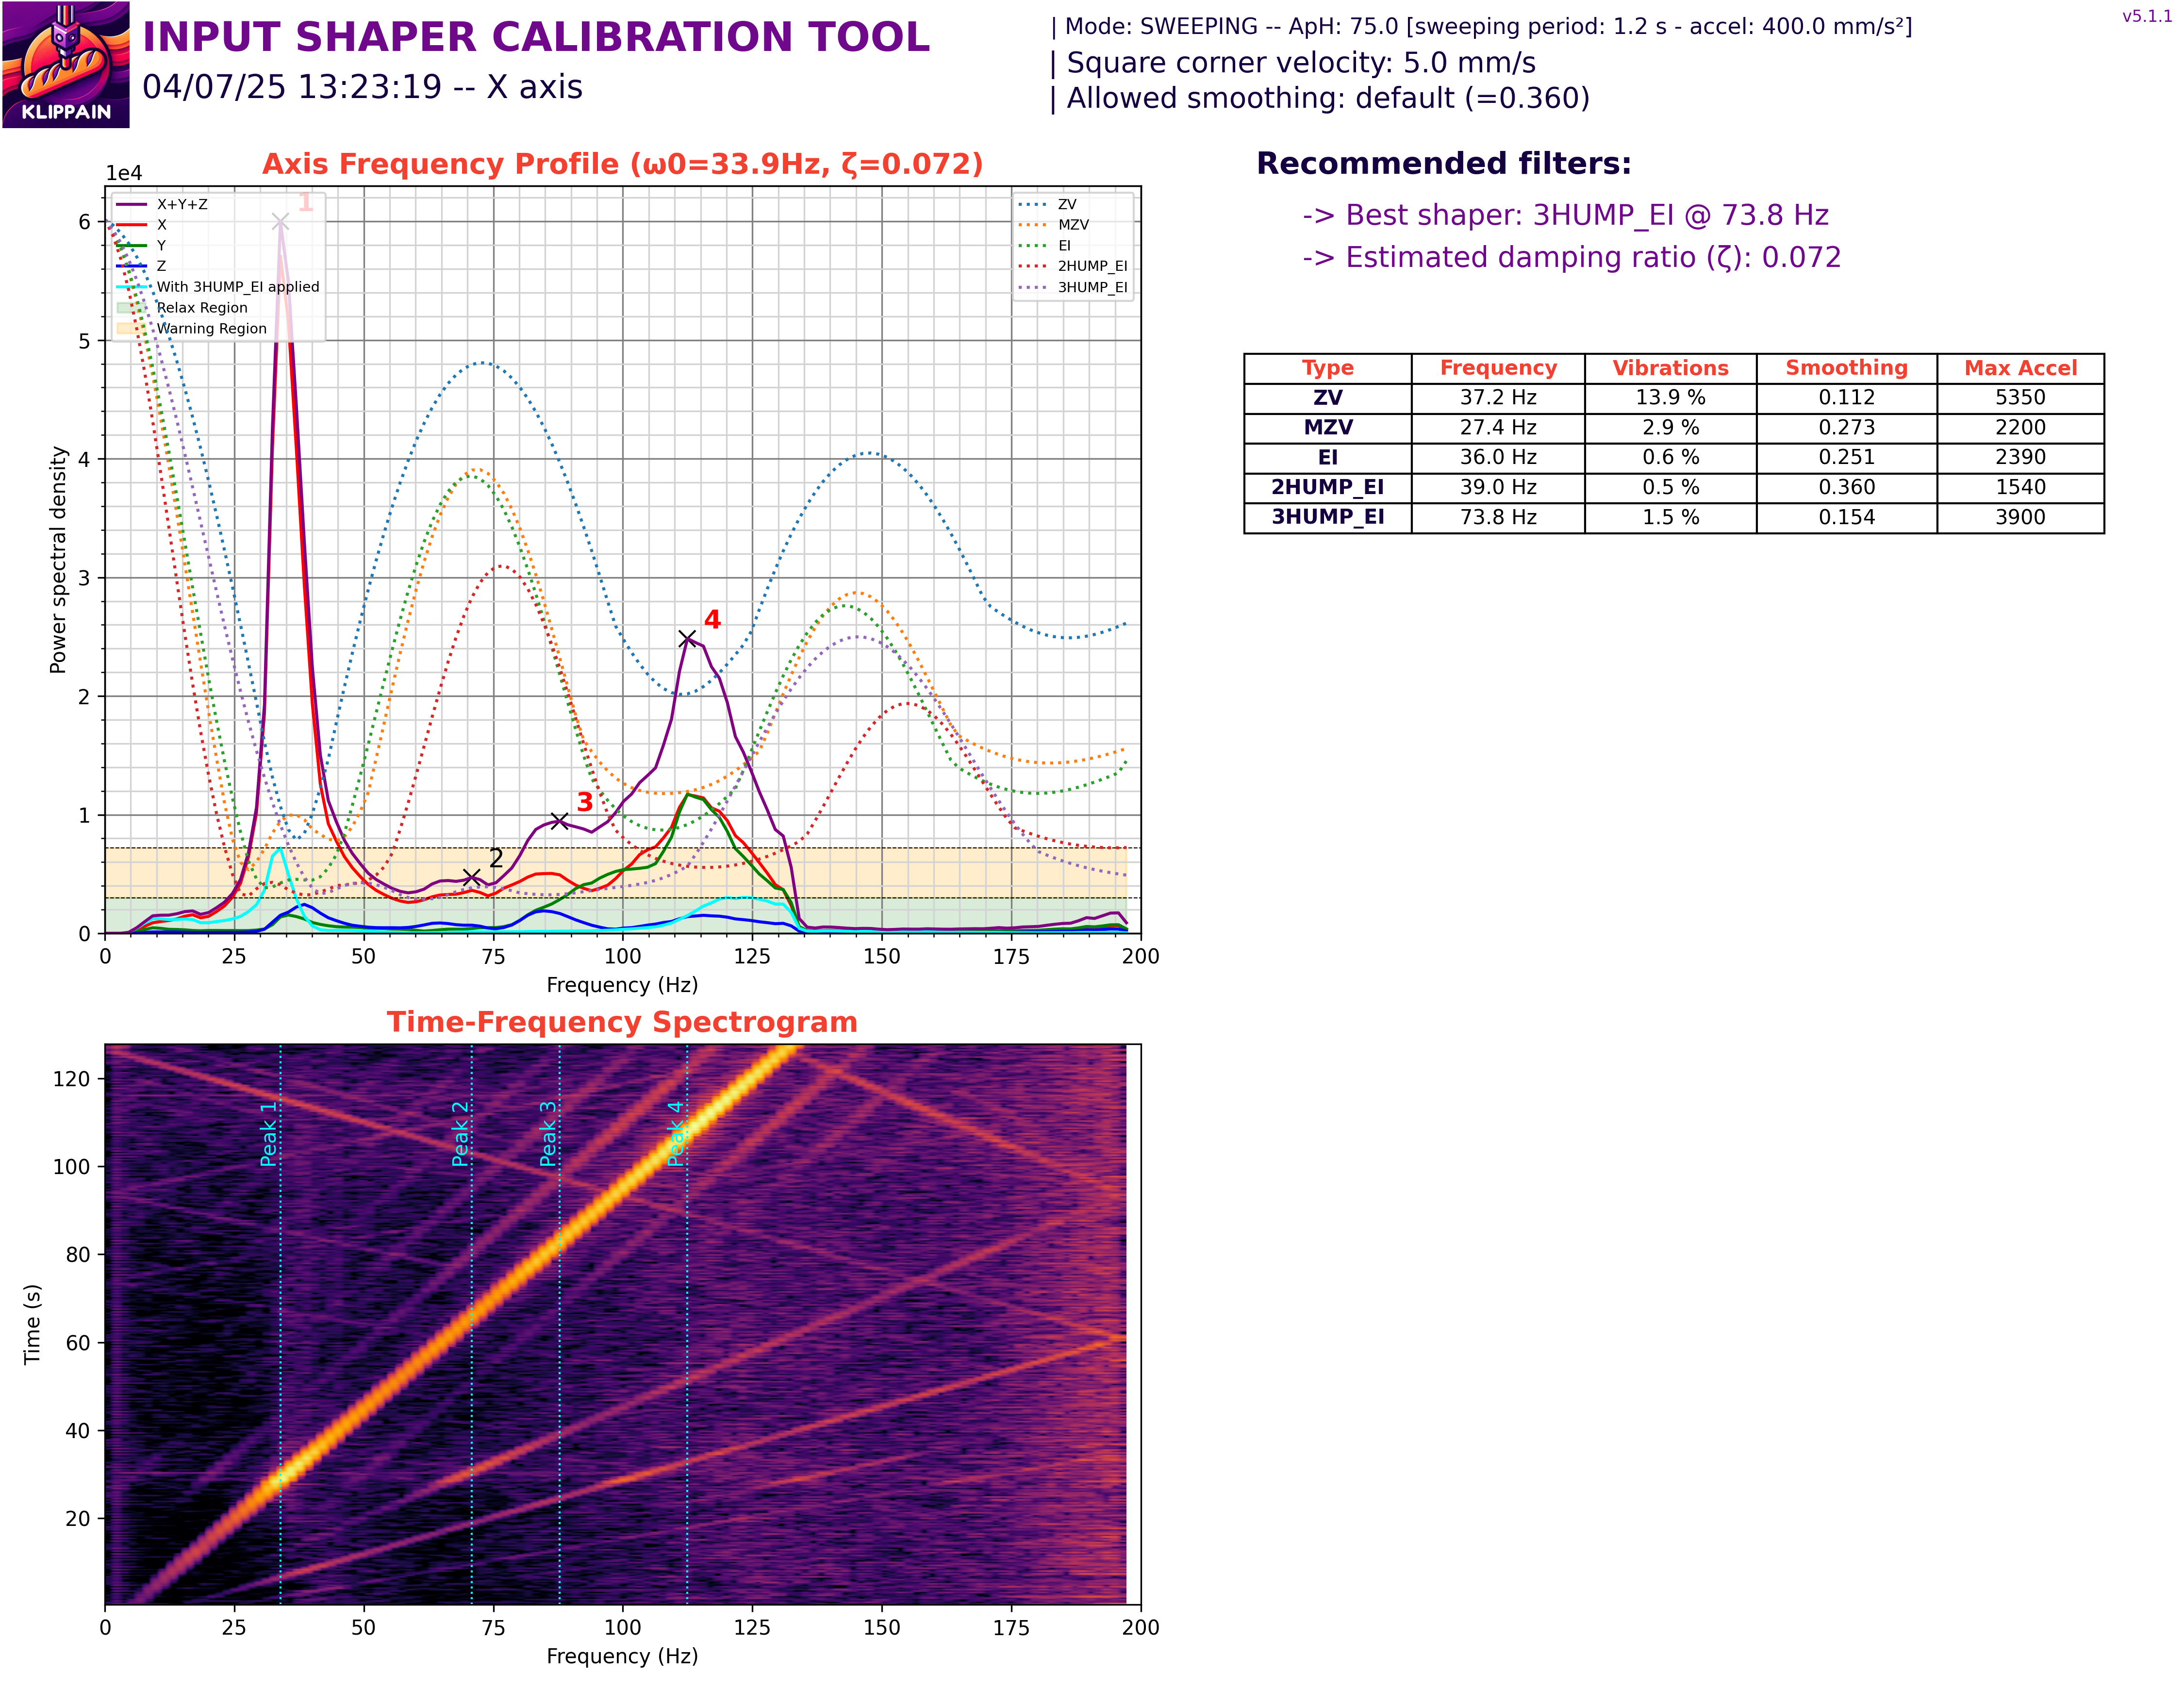 INPUT SHAPER CALIBRATION TOOL
04/07/25 13:23:19 -- X axis
KLIPPAIN
| Mode: SWEEPING -- ApH: 75.0 [sweeping period: 1.2 s - accel: 400.0 mm/s²]
| Square corner velocity: 5.0 mm/s
| Allowed smoothing: default (=0.360)
v5.1.1
Axis Frequency Profile (ω0=33.9Hz, ζ=0.072)
1e4
X+Y+Z
X
Y
Z
With 3HUMP_EI applied
Relax Region
Warning Region
ZV
MZV
EI
2HUMP_EI
3HUMP_EI
1
2
3
4
6
5
4
3
2
1
0
Power spectral density
0 25 50 75 100 125 150 175 200
Frequency (Hz)
Recommended filters:
-> Best shaper: 3HUMP_EI @ 73.8 Hz
-> Estimated damping ratio (ζ): 0.072
Type Frequency Vibrations Smoothing Max Accel
ZV 37.2 Hz 13.9 % 0.112 5350
MZV 27.4 Hz 2.9 % 0.273 2200
EI 36.0 Hz 0.6 % 0.251 2390
2HUMP_EI 39.0 Hz 0.5 % 0.360 1540
3HUMP_EI 73.8 Hz 1.5 % 0.154 3900
Time-Frequency Spectrogram
Peak 1
Peak 2
Peak 3
Peak 4
120
100
80
60
40
20
Time (s)
0 25 50 75 100 125 150 175 200
Frequency (Hz)